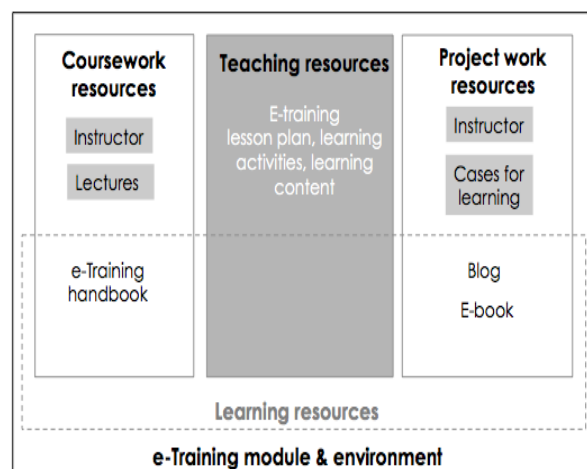 Coursework
resources
Instructor
Lectures
e-Training
handbook
Teaching resources
E-training
lesson plan, learning
activities, learning
content
Project work
resources
Instructor
Cases for
learning
Blog
E-book
Learning resources
e-Training module & environment